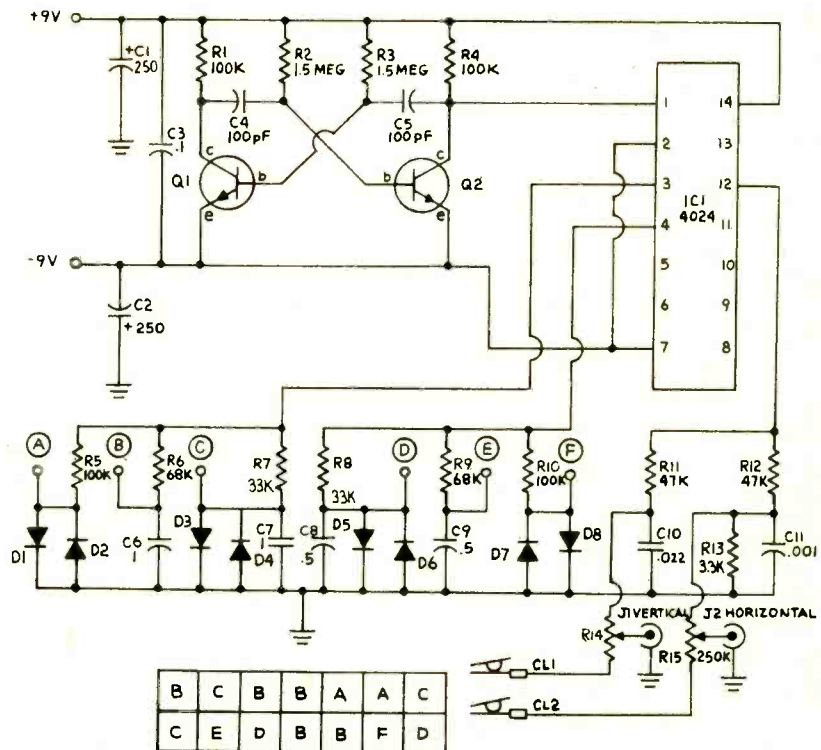 +9V
+C1
250
C3
.1
R1
100K
R2
1.5 MEG
R3
1.5 MEG
R4
100K
C4
100pF
C5
100pF
c
b
e
Q1
c
b
e
Q2
-9V
C2
+250
1 14
2 13
3 12
IC1
4024
4 11
5 10
6 9
7 8
A
R5
100K
B
R6
68K
C
R7
33K
R8
33K
D
R9
68K
E
R10
100K
F
R11
47K
R12
47K
D1
D2
C6
1
D3
D4
C7
1
C8
.5
D5
D6
C9
.5
D7
D8
C10
.022
R13
3.3K
C11
.001
J1 VERTICAL
J2 HORIZONTAL
R14
R15
250K
CL1
CL2
B C B B A A C
C E D B B F D